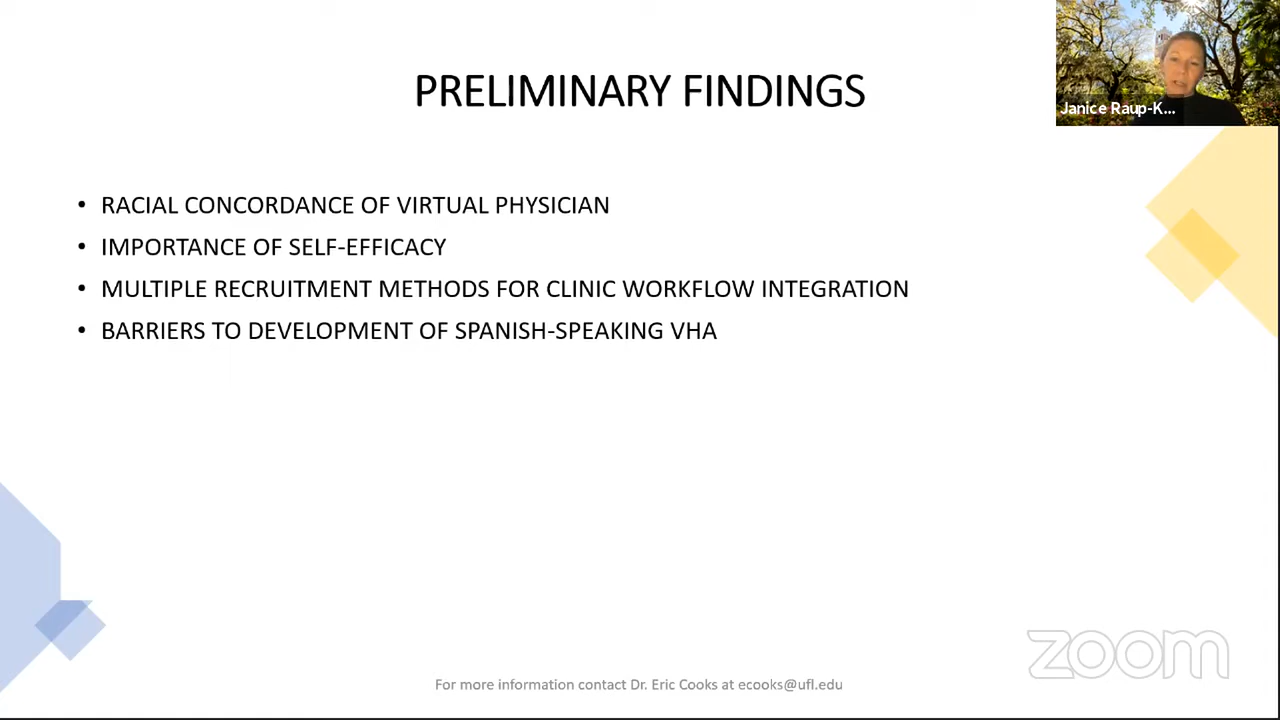 PRELIMINARY FINDINGS
Janice Raup-K...
• RACIAL CONCORDANCE OF VIRTUAL PHYSICIAN
• IMPORTANCE OF SELF-EFFICACY
• MULTIPLE RECRUITMENT METHODS FOR CLINIC WORKFLOW INTEGRATION
• BARRIERS TO DEVELOPMENT OF SPANISH-SPEAKING VHA
zoom
For more information contact Dr. Eric Cooks at ecooks@ufl.edu